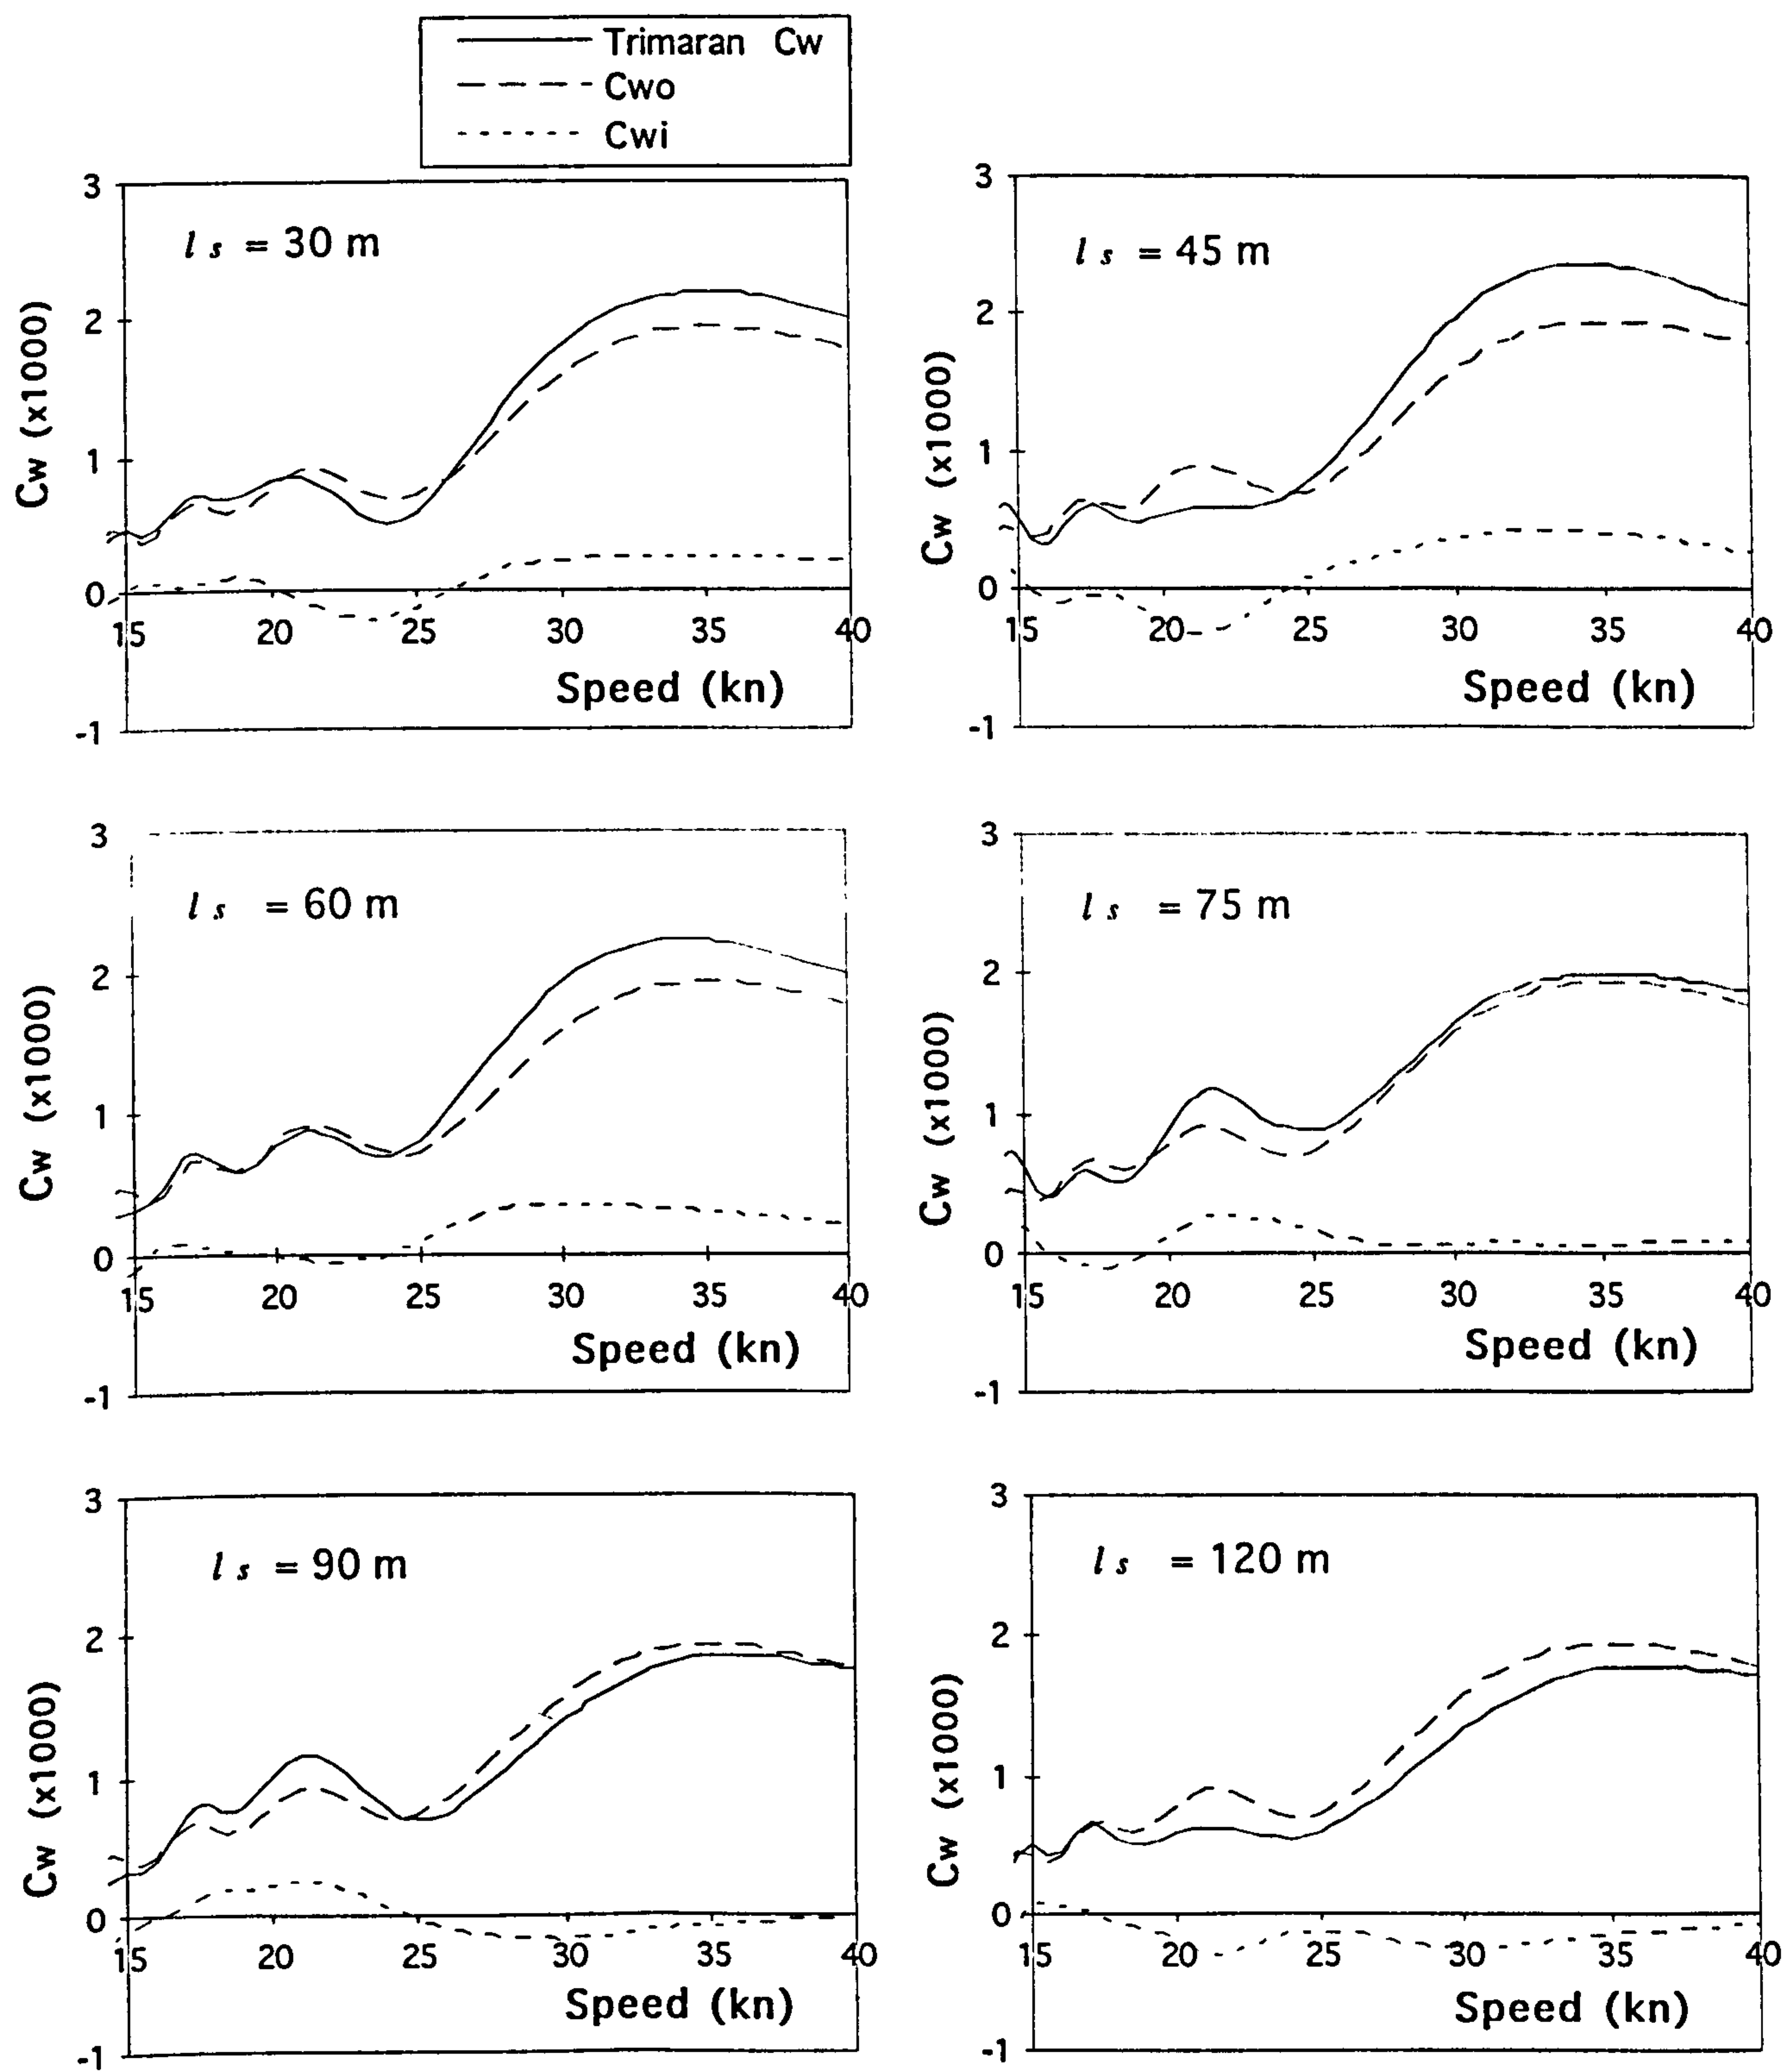 Trimaran Cw
Cwo
Cwi
3
2
1
0
-1
Cw (x1000)
l s = 30 m
15 20 25 30 35 40
Speed (kn)
3
2
1
0
-1
Cw (x1000)
l s = 45 m
15 20 25 30 35 40
Speed (kn)
3
2
1
0
-1
Cw (x1000)
l s = 60 m
15 20 25 30 35 40
Speed (kn)
3
2
1
0
-1
Cw (x1000)
l s = 75 m
15 20 25 30 35 40
Speed (kn)
3
2
1
0
-1
Cw (x1000)
l s = 90 m
15 20 25 30 35 40
Speed (kn)
3
2
1
0
-1
Cw (x1000)
l s = 120 m
15 20 25 30 35 40
Speed (kn)